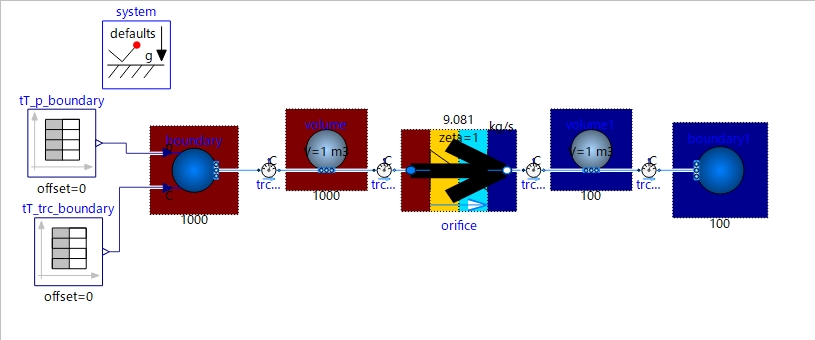 system
defaults
g
tT_p_boundary
offset=0
tT_trc_boundary
offset=0
boundary
C
1000
C
trc...
volume
V=1 m3
1000
C
trc...
9.081
kg/s
zeta=1
orifice
C
trc...
volume1
V=1 m3
100
C
trc...
boundary1
100